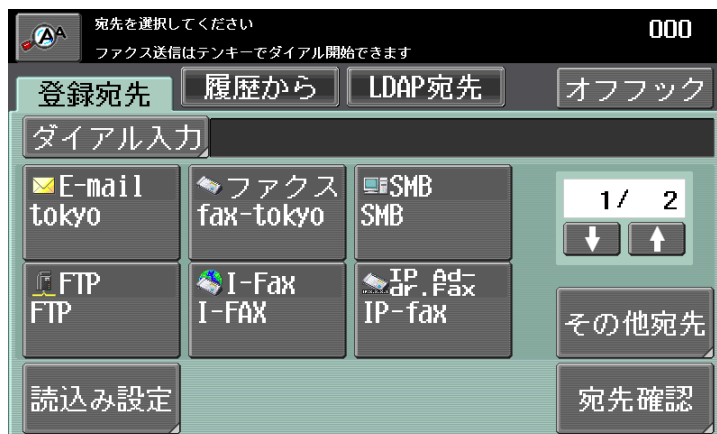 宛先を選択してください
000
ファクス送信はテンキーでダイアル開始できます
登録宛先
履歴から
LDAP宛先
オフフック
ダイアル入力
E-mail
tokyo
ファクス
fax-tokyo
SMB
SMB
1/ 2
FTP
FTP
I-Fax
I-FAX
IP Ad-
dr.Fax
IP-fax
その他宛先
読込み設定
宛先確認